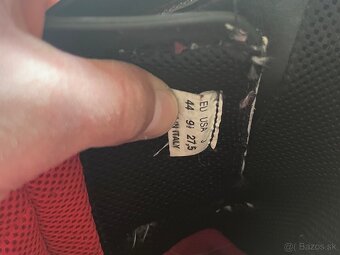 EU USA J
44 9½ 27,5
IN ITALY
© Bazos.sk